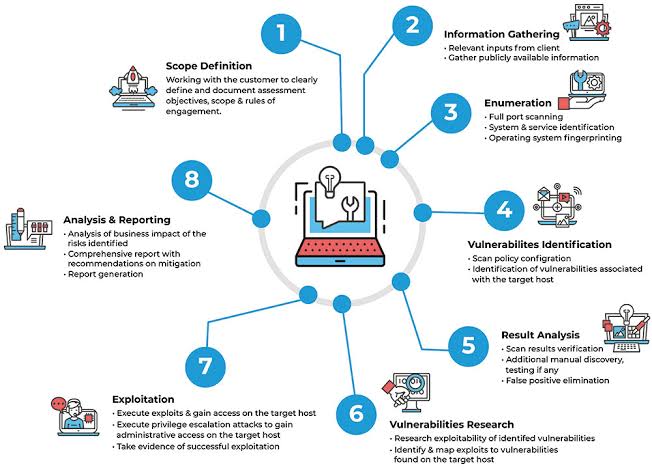 1
Scope Definition
Working with the customer to clearly
define and document assessment
objectives, scope & rules of
engagement.
2
Information Gathering
• Relevant inputs from client
• Gather publicly available information
3
Enumeration
• Full port scanning
• System & service identification
• Operating system fingerprinting
4
Vulnerabilites Identification
• Scan policy configration
• Identification of vulnerabilities associated
with the target host
5
Result Analysis
• Scan results verification
• Additional manual discovery,
testing if any
• False positive elimination
6
Vulnerabilities Research
• Research exploitability of identifed vulnerabilities
• Identify & map exploits to vulnerabilities
found on the target host
7
Exploitation
• Execute exploits & gain access on the target host
• Execute privilege escalation attacks to gain
administrative access on the target host
• Take evidence of successful exploitation
8
Analysis & Reporting
• Analysis of business impact of the
risks identified
• Comprehensive report with
recommendations on mitigation
• Report generation